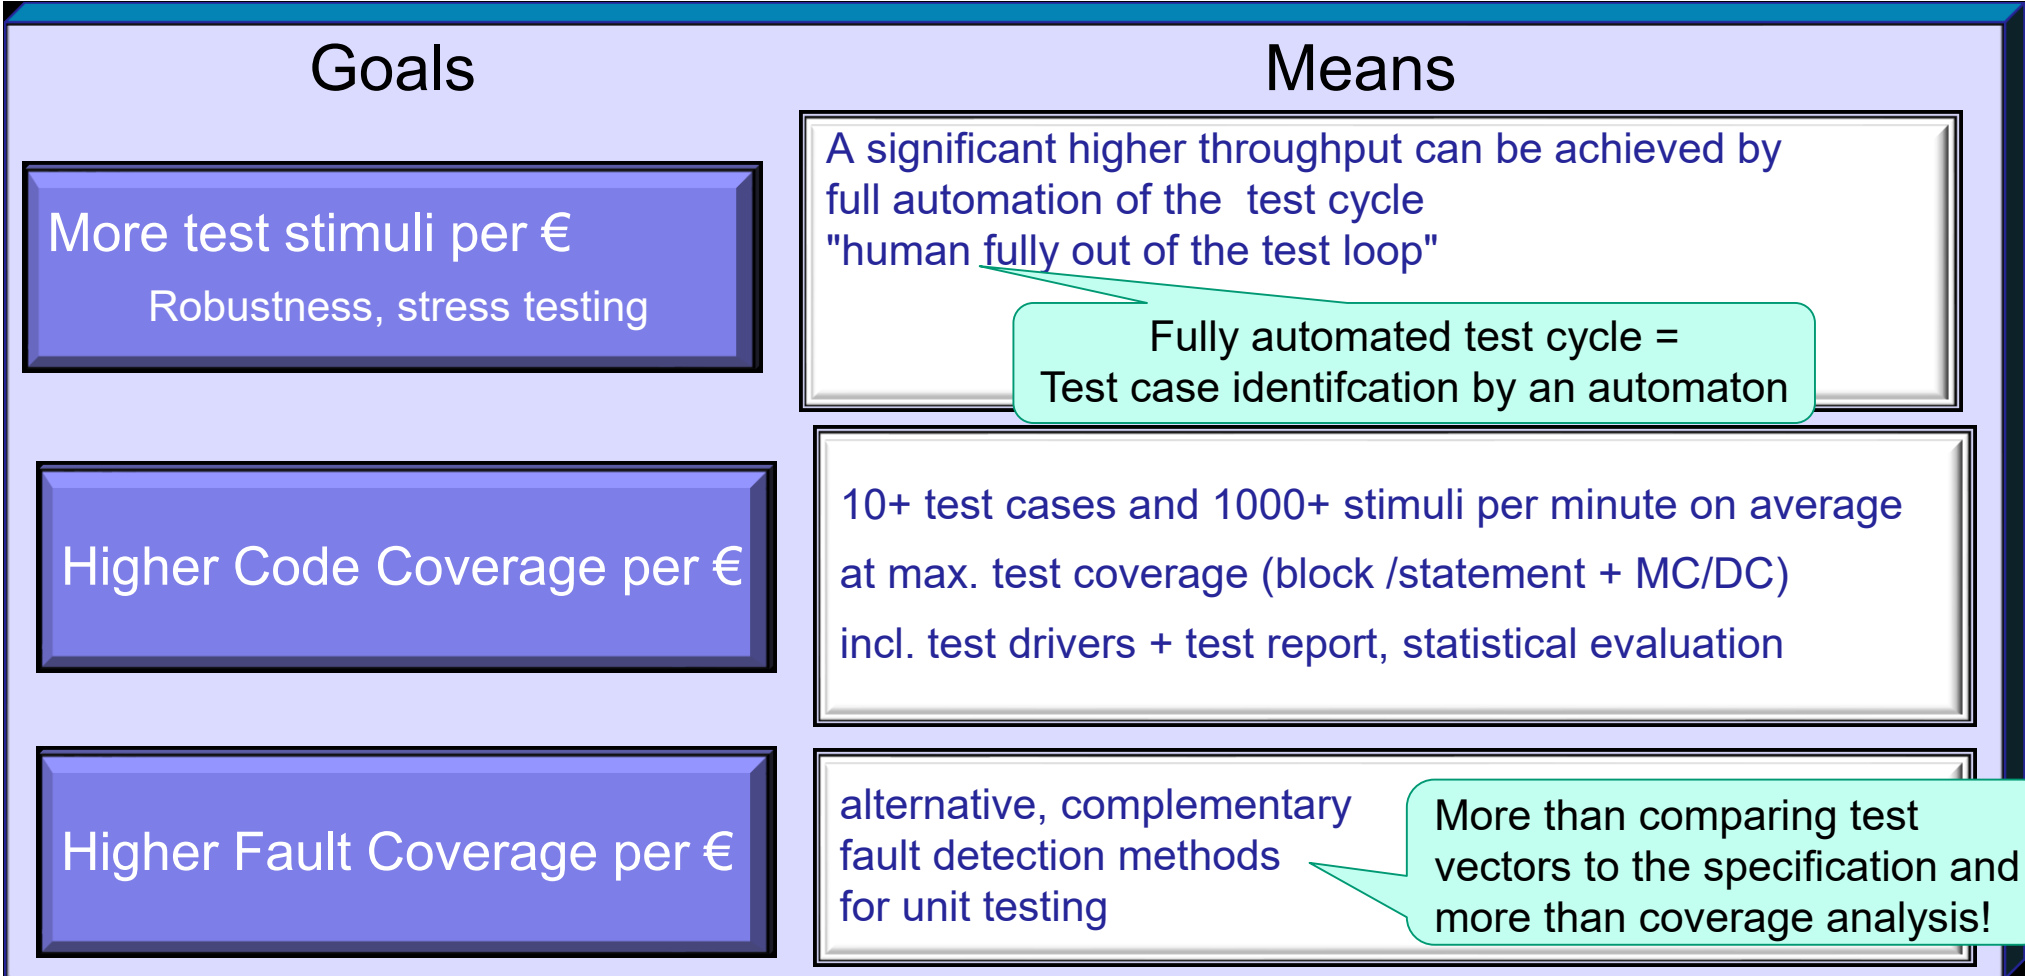 Goals
Means
More test stimuli per €
Robustness, stress testing
A significant higher throughput can be achieved by
full automation of the test cycle
"human fully out of the test loop"
Fully automated test cycle =
Test case identifcation by an automaton
Higher Code Coverage per €
10+ test cases and 1000+ stimuli per minute on average
at max. test coverage (block /statement + MC/DC)
incl. test drivers + test report, statistical evaluation
Higher Fault Coverage per €
alternative, complementary
fault detection methods
for unit testing
More than comparing test
vectors to the specification and
more than coverage analysis!